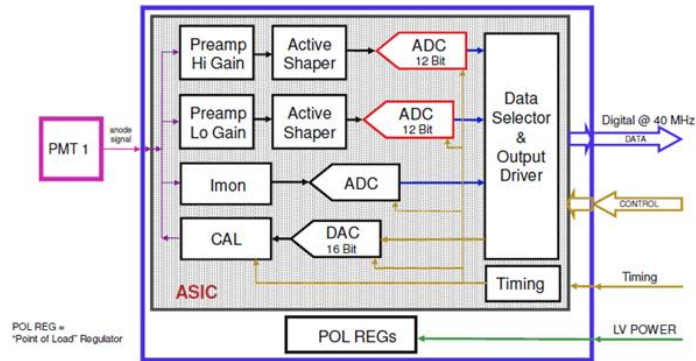 Preamp
Hi Gain
Active
Shaper
ADC
12 Bit
Preamp
Lo Gain
Active
Shaper
ADC
12 Bit
Data
Selector
&
Output
Driver
Digital @ 40 MHz
DATA
PMT 1
anode
signal
Imon
ADC
CONTROL
CAL
DAC
16 Bit
ASIC
Timing
Timing
POL REG =
“Point of Load” Regulator
POL REGs
LV POWER